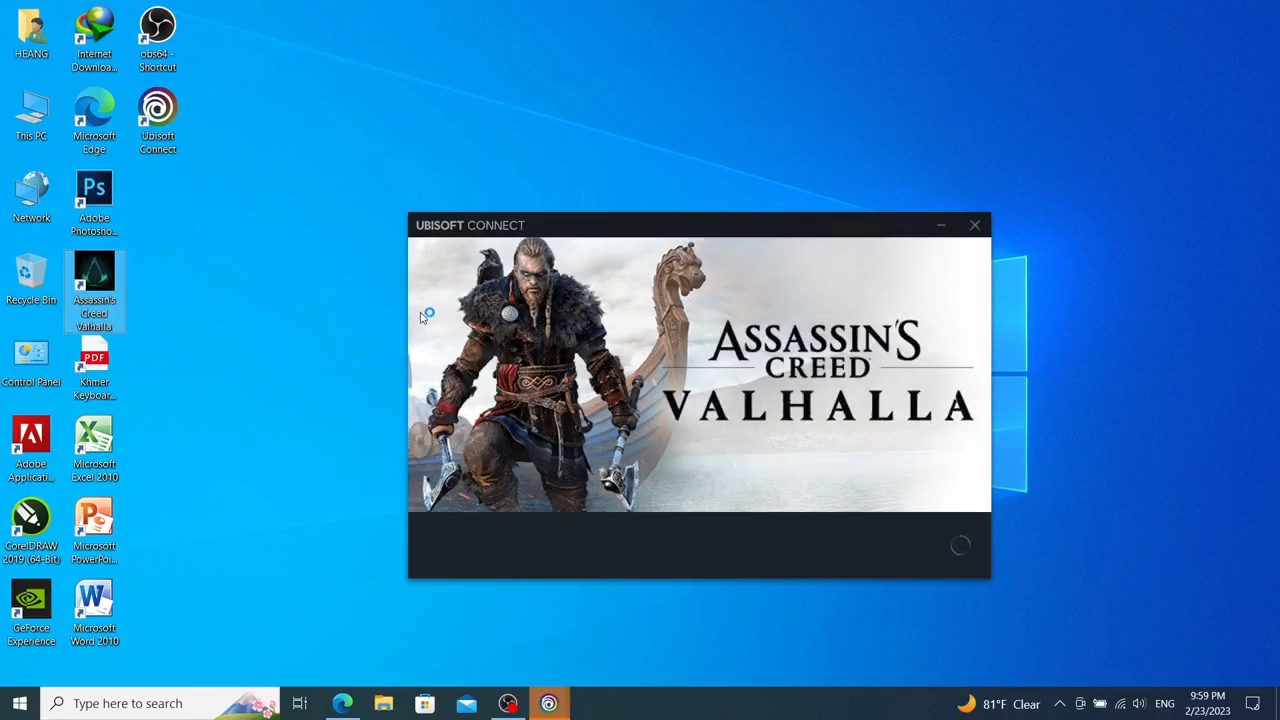 HEANG
Internet
Downloa...
obs64 -
Shortcut
This PC
Microsoft
Edge
Ubisoft
Connect
Network
Ps
Adobe
Photosho...
Recycle Bin
Assassin's
Creed
Valhalla
Control Panel
PDF
Khmer
Keyboar...
Adobe
Applicati...
Microsoft
Excel 2010
CorelDRAW
2019 (64-Bit)
Microsoft
PowerPoi...
GeForce
Experience
Microsoft
Word 2010
UBISOFT CONNECT
ASSASSIN'S
CREED
VALHALLA
Type here to search
81°F Clear
ENG
9:59 PM
2/23/2023